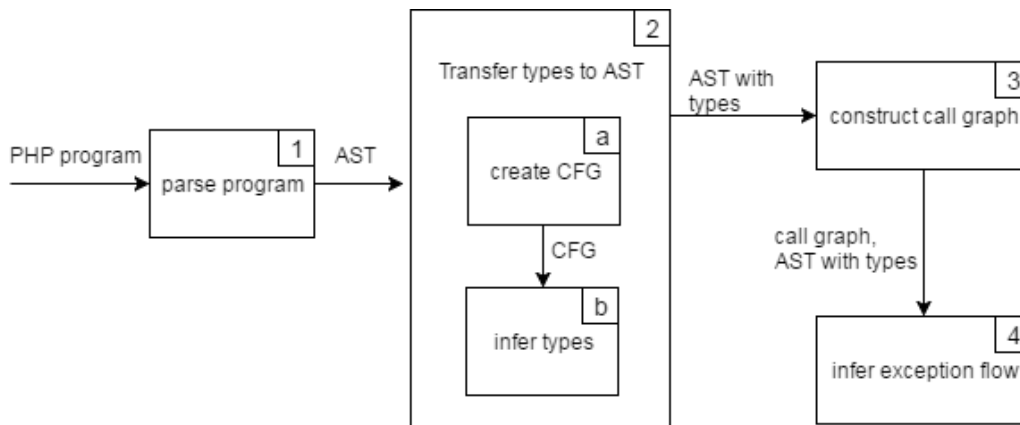 PHP program
1
parse program
AST
2
Transfer types to AST
a
create CFG
CFG
b
infer types
AST with
types
3
construct call graph
call graph,
AST with types
4
infer exception flow